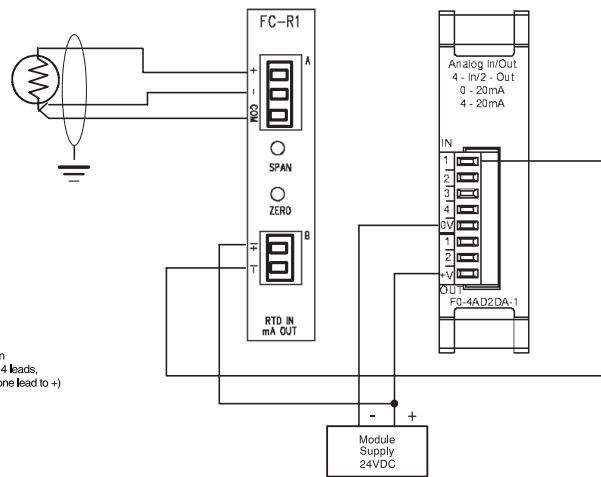 FC-R1
A
+
-
COM
SPAN
ZERO
B
+
-
RTD IN
mA OUT
Analog In/Out
4 - In/2 - Out
0 - 20mA
4 - 20mA
IN
1
2
3
4
0V
1
2
+V
OUT
F0-4AD2DA-1
n
4 leads,
one lead to +)
- +
Module
Supply
24VDC